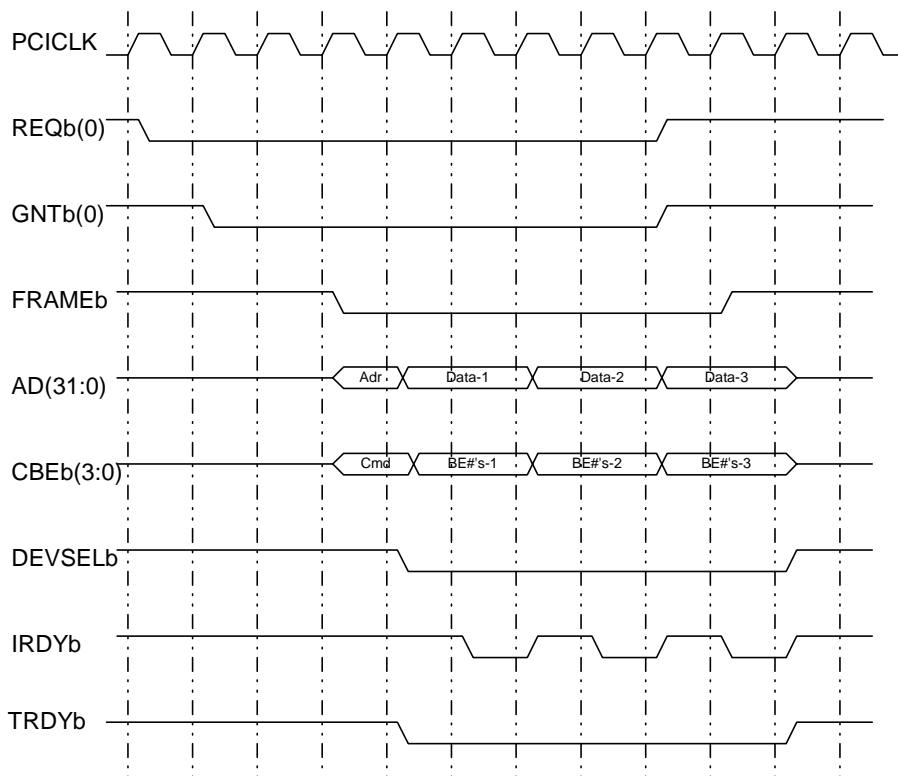 PCICLK
REQb(0)
GNTb(0)
FRAMEb
AD(31:0) Adr Data-1 Data-2 Data-3
CBEb(3:0) Cmd BE#'s-1 BE#'s-2 BE#'s-3
DEVSELb
IRDYb
TRDYb